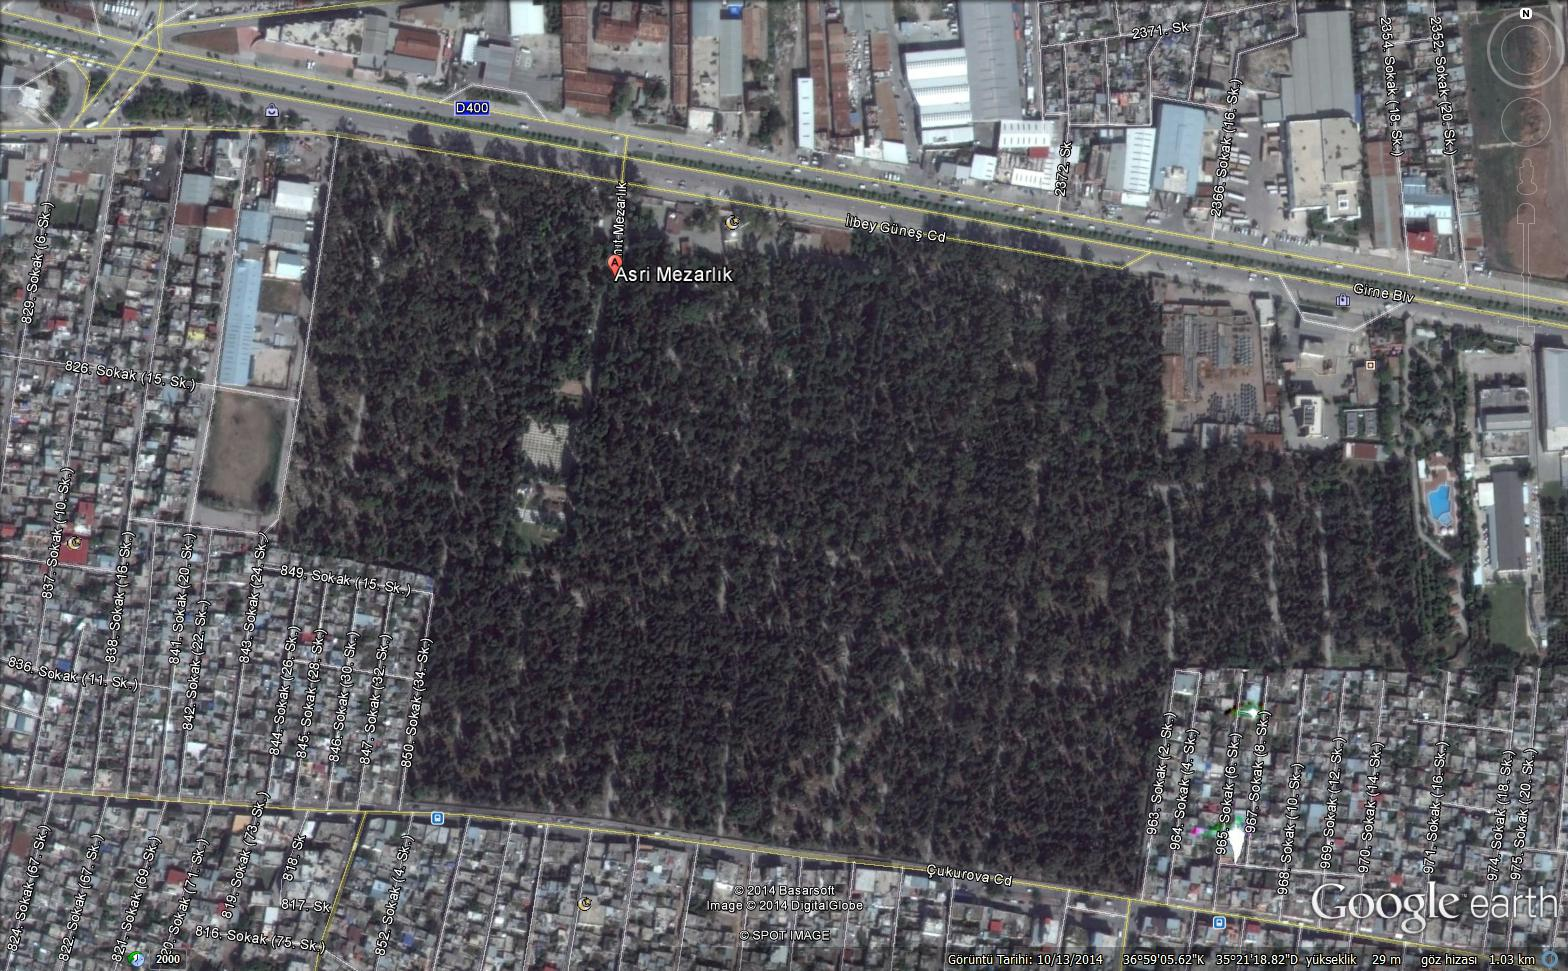 N
2371. Sk
2354. Sokak (18. Sk.)
2352. Sokak (20. Sk.)
D400
2366. Sokak (16. Sk.)
2372. Sk
nıt Mezarlık
lıbey Güneş Cd
829. Sokak (6. Sk.)
A
Asri Mezarlık
Girne Blv
826. Sokak (15. Sk.)
837. Sokak (10. Sk.)
838. Sokak (16. Sk.)
841. Sokak (20. Sk.)
842. Sokak (22. Sk.)
843. Sokak (24. Sk.)
849. Sokak (15. Sk.)
836. Sokak (11. Sk.)
844. Sokak (26. Sk.)
845. Sokak (28. Sk.)
846. Sokak (30. Sk.)
847. Sokak (32. Sk.)
850. Sokak (34. Sk.)
963. Sokak (2. Sk.)
964. Sokak (4. Sk.)
965. Sokak (6. Sk.)
967. Sokak (8. Sk.)
968. Sokak (10. Sk.)
969. Sokak (12. Sk.)
970. Sokak (14. Sk.)
971. Sokak (16. Sk.)
974. Sokak (18. Sk.)
975. Sokak (20. Sk.)
824. Sokak (67. Sk.)
822. Sokak (67. Sk.)
821. Sokak (69. Sk.)
820. Sokak (71. Sk.)
819. Sokak (73. Sk.)
818. Sk
817. Sk
816. Sokak (75. Sk.)
852. Sokak (4. Sk.)
Çukurova Cd
© 2014 Basarsoft
Image © 2014 DigitalGlobe
© SPOT IMAGE
Google earth
2000
Görüntü Tarihi: 10/13/2014 36°59'05.62"K 35°21'18.82"D yükseklik 29 m göz hizası 1.03 km